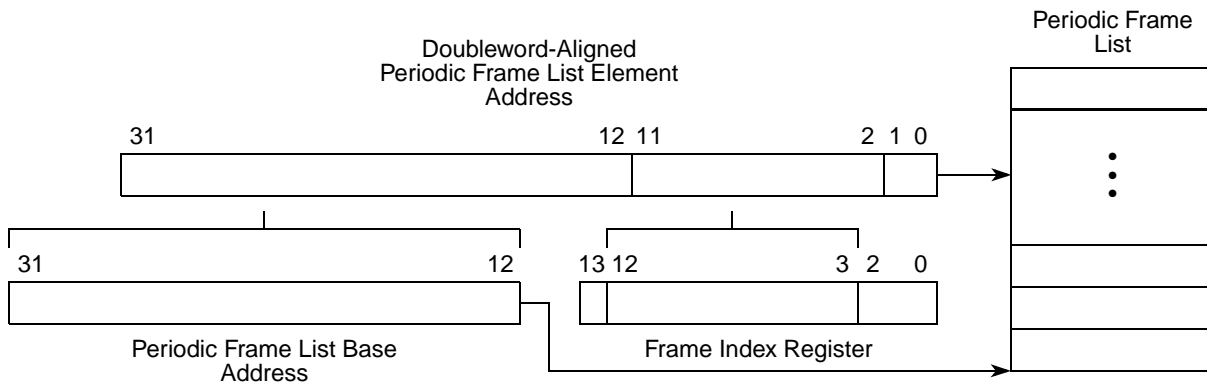 Periodic Frame
List
Doubleword-Aligned
Periodic Frame List Element
Address
31 12 11 2 1 0
31 12 13 12 3 2 0
Periodic Frame List Base
Address
Frame Index Register